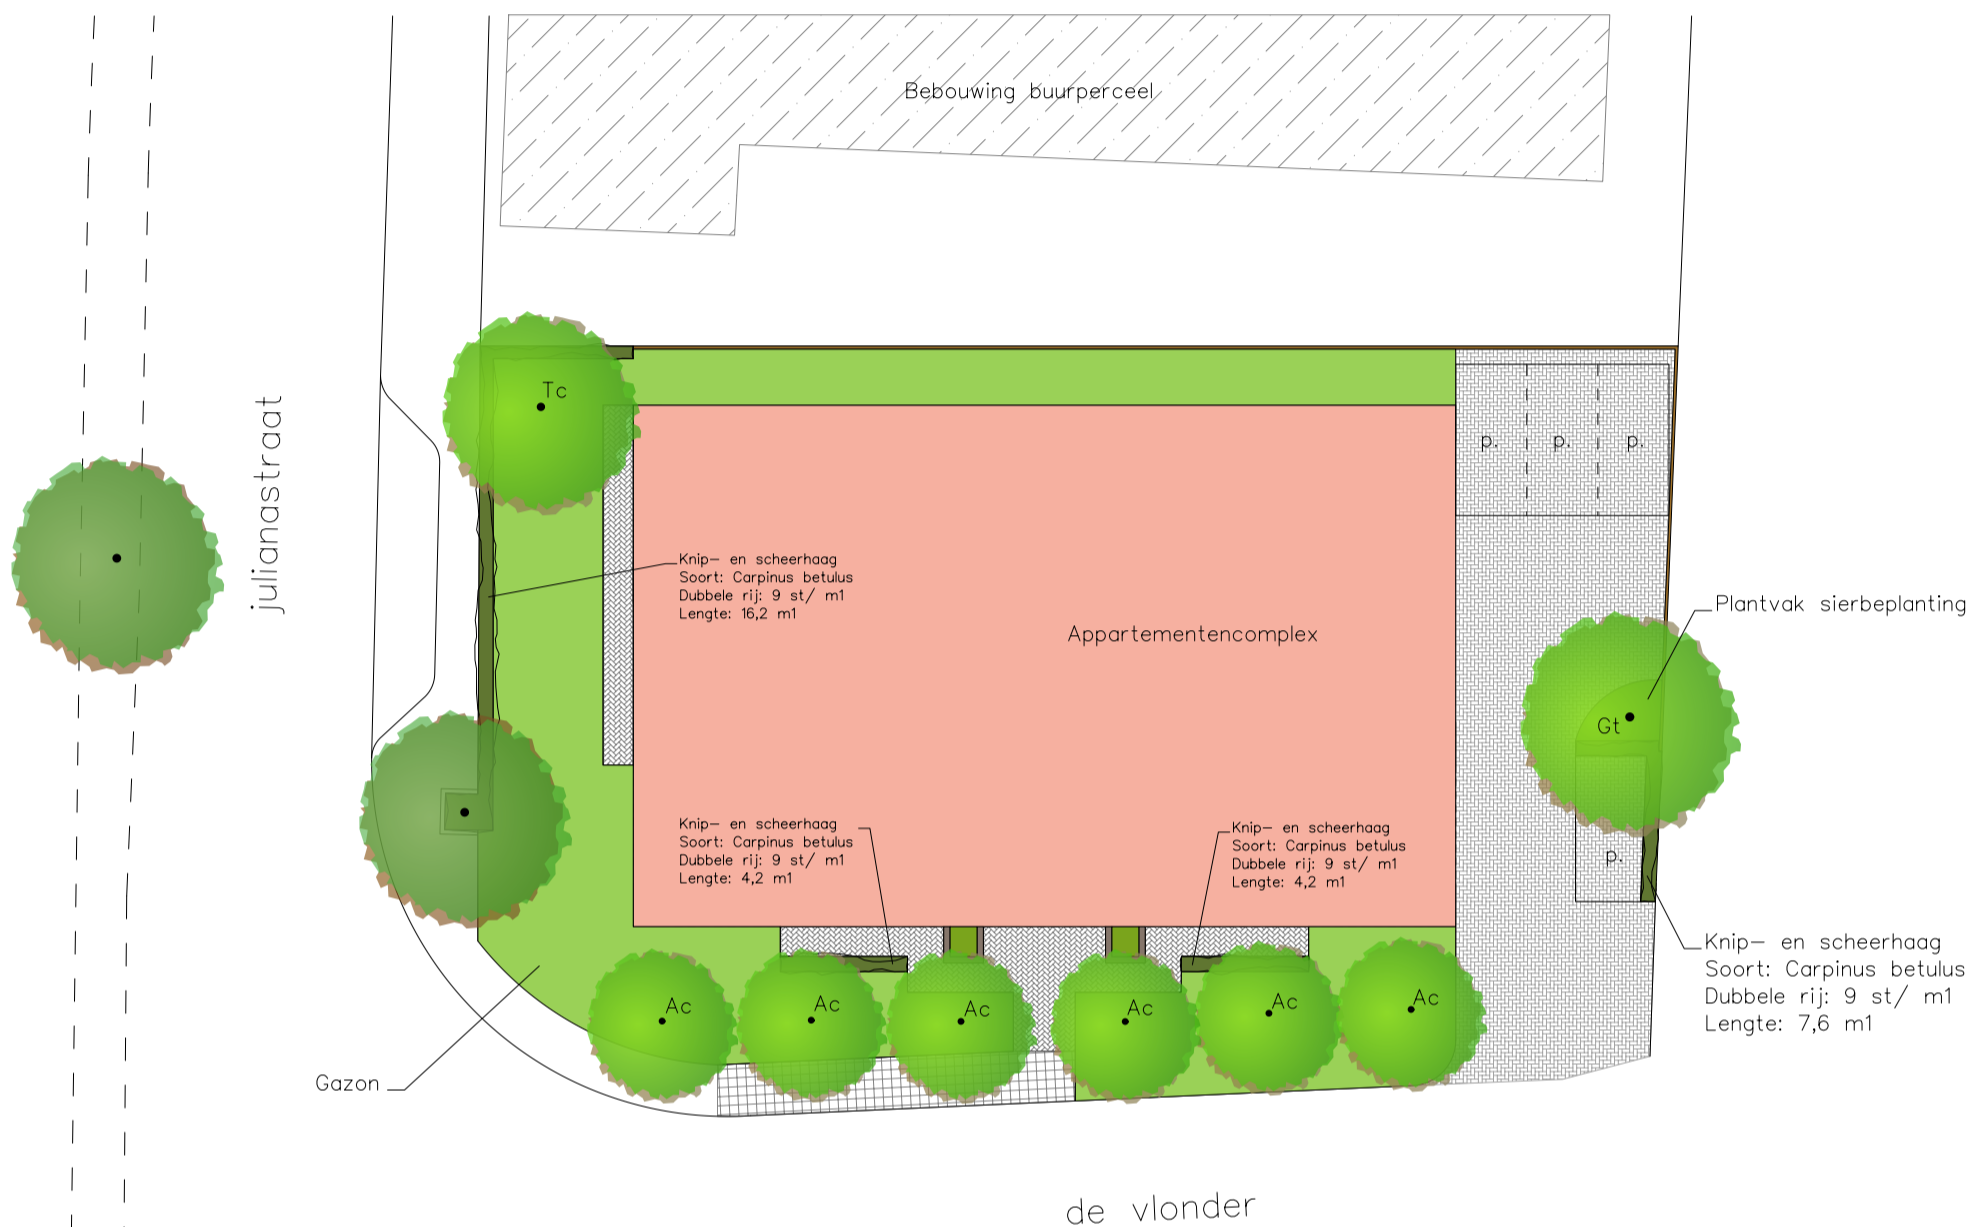 Bebouwing buurperceel
Tc
julianastraat
p.
p.
p.
Knip- en scheerhaag
Soort: Carpinus betulus
Dubbele rij: 9 st/ m1
Lengte: 16,2 m1
Appartementencomplex
Plantvak sierbeplanting
Gt
Knip- en scheerhaag
Soort: Carpinus betulus
Dubbele rij: 9 st/ m1
Lengte: 4,2 m1
Knip- en scheerhaag
Soort: Carpinus betulus
Dubbele rij: 9 st/ m1
Lengte: 4,2 m1
p.
Knip- en scheerhaag
Soort: Carpinus betulus
Dubbele rij: 9 st/ m1
Lengte: 7,6 m1
Ac
Ac
Ac
Ac
Ac
Ac
Gazon
de vlonder